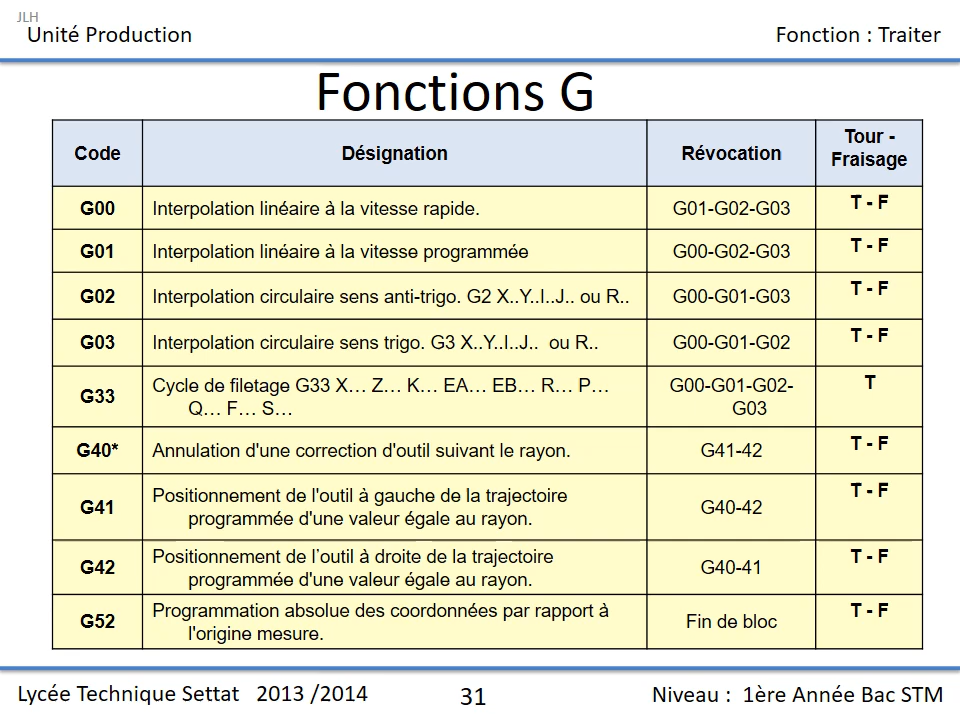 JLH
Unité Production
Fonction : Traiter
Fonctions G
Code
Désignation
Révocation
Tour -
Fraisage
G00
Interpolation linéaire à la vitesse rapide.
G01-G02-G03
T - F
G01
Interpolation linéaire à la vitesse programmée
G00-G02-G03
T - F
G02
Interpolation circulaire sens anti-trigo. G2 X..Y..I..J.. ou R..
G00-G01-G03
T - F
G03
Interpolation circulaire sens trigo. G3 X..Y..I..J..  ou R..
G00-G01-G02
T - F
G33
Cycle de filetage G33 X… Z… K… EA… EB… R… P…
Q… F… S…
G00-G01-G02-
G03
T
G40*
Annulation d'une correction d'outil suivant le rayon.
G41-42
T - F
G41
Positionnement de l'outil à gauche de la trajectoire
programmée d'une valeur égale au rayon.
G40-42
T - F
G42
Positionnement de l’outil à droite de la trajectoire
programmée d'une valeur égale au rayon.
G40-41
T - F
G52
Programmation absolue des coordonnées par rapport à
l'origine mesure.
Fin de bloc
T - F
Lycée Technique Settat   2013 /2014
31
Niveau :  1ère Année Bac STM